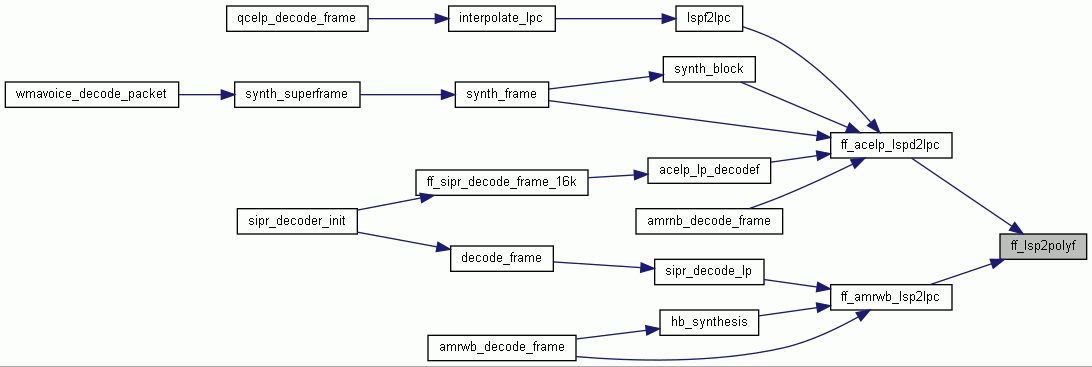 qcelp_decode_frame
interpolate_lpc
lspf2lpc
synth_block
wmavoice_decode_packet
synth_superframe
synth_frame
ff_acelp_lspd2lpc
acelp_lp_decodef
ff_sipr_decode_frame_16k
sipr_decoder_init
amrnb_decode_frame
ff_lsp2polyf
decode_frame
sipr_decode_lp
ff_amrwb_lsp2lpc
hb_synthesis
amrwb_decode_frame